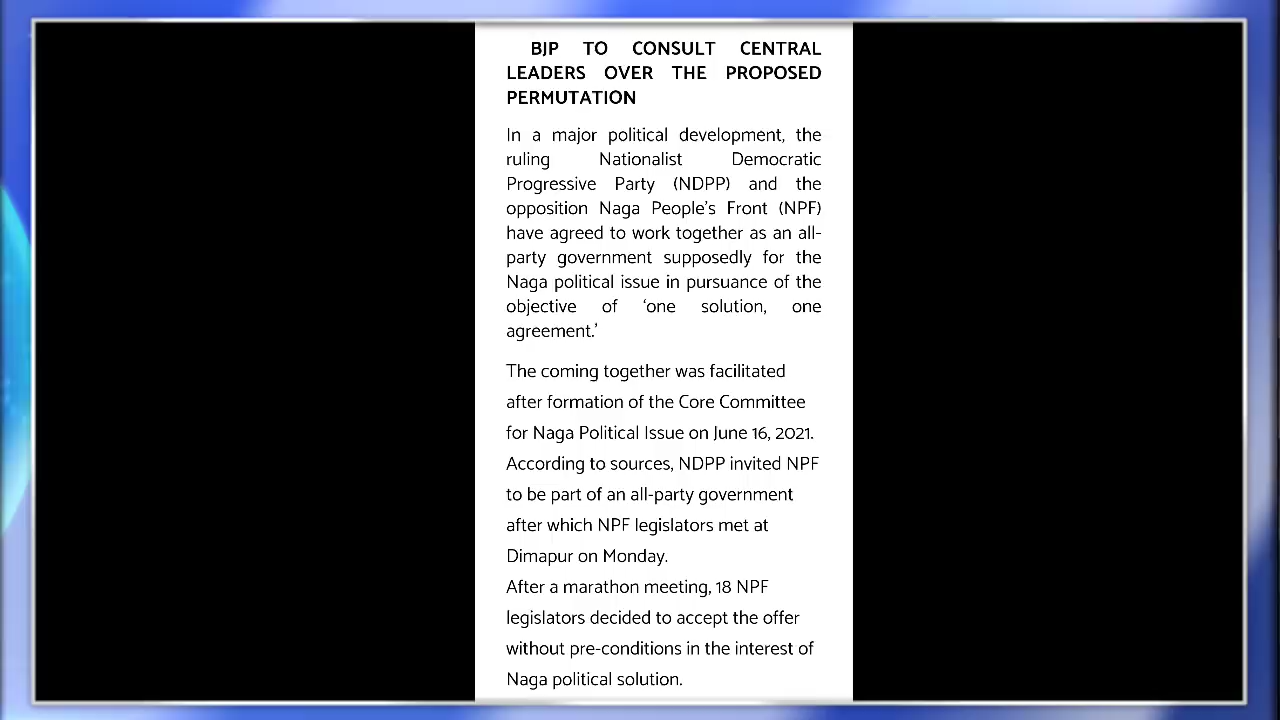 BJP TO CONSULT CENTRAL
LEADERS OVER THE PROPOSED
PERMUTATION
In a major political development, the
ruling Nationalist Democratic
Progressive Party (NDPP) and the
opposition Naga People’s Front (NPF)
have agreed to work together as an all-
party government supposedly for the
Naga political issue in pursuance of the
objective of ‘one solution, one
agreement.’
The coming together was facilitated
after formation of the Core Committee
for Naga Political Issue on June 16, 2021.
According to sources, NDPP invited NPF
to be part of an all-party government
after which NPF legislators met at
Dimapur on Monday.
After a marathon meeting, 18 NPF
legislators decided to accept the offer
without pre-conditions in the interest of
Naga political solution.